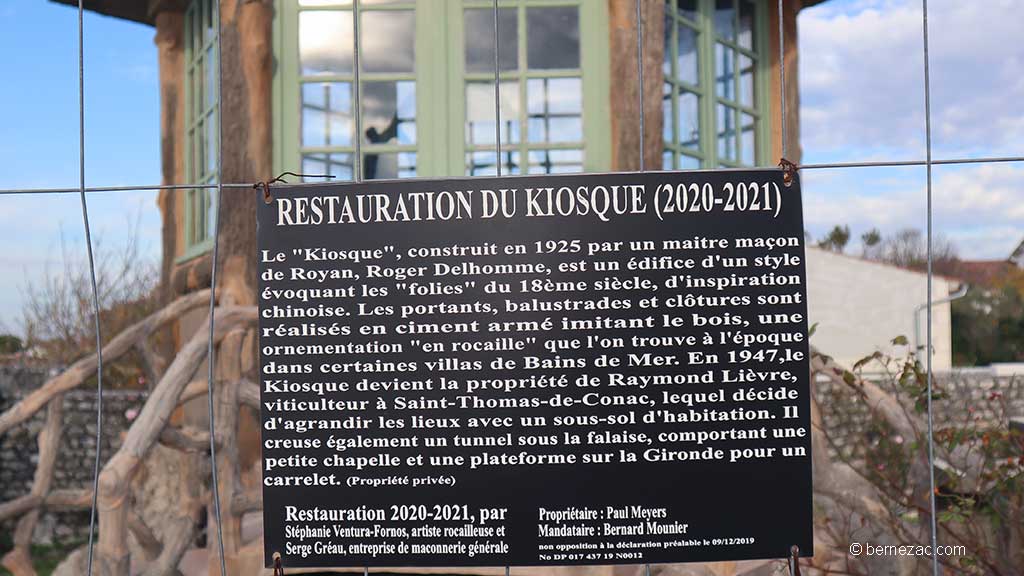 RESTAURATION DU KIOSQUE (2020-2021)
Le "Kiosque", construit en 1925 par un maitre maçon
de Royan, Roger Delhomme, est un édifice d'un style
évoquant les "folies" du 18ème siècle, d'inspiration
chinoise. Les portants, balustrades et clôtures sont
réalisés en ciment armé imitant le bois, une
ornementation "en rocaille" que l'on trouve à l'époque
dans certaines villas de Bains de Mer. En 1947,le
Kiosque devient la propriété de Raymond Lièvre,
viticulteur à Saint-Thomas-de-Conac, lequel décide
d'agrandir les lieux avec un sous-sol d'habitation. Il
creuse également un tunnel sous la falaise, comportant une
petite chapelle et une plateforme sur la Gironde pour un
carrelet. (Propriété privée)
Restauration 2020-2021, par
Stéphanie Ventura-Fornos, artiste rocailleuse et
Serge Gréau, entreprise de maconnerie générale
Propriétaire : Paul Meyers
Mandataire : Bernard Mounier
non opposition à la déclaration préalable le 09/12/2019
No DP 017 437 19 N0012
© bernezac.com